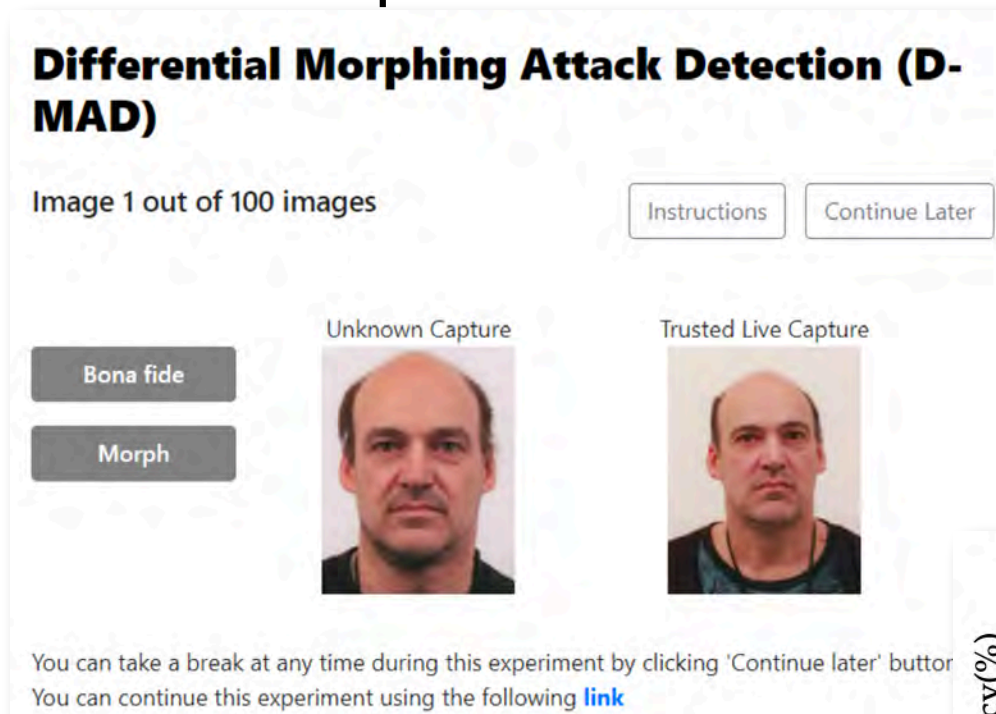 Differential Morphing Attack Detection (D-
MAD)
Image 1 out of 100 images
Instructions
Continue Later
Unknown Capture
Trusted Live Capture
Bona fide
Morph
You can take a break at any time during this experiment by clicking 'Continue later'
You can continue this experiment using the following link